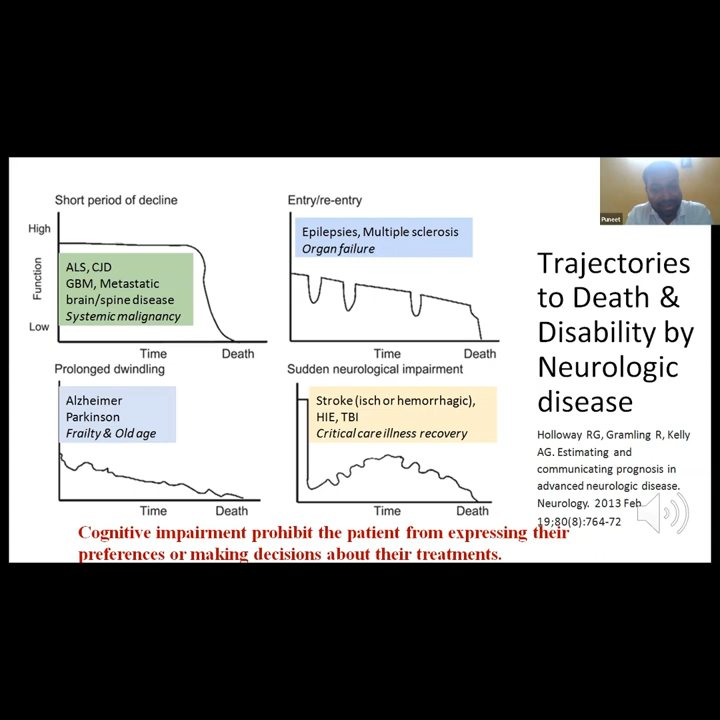 Short period of decline
High
Function
Low
ALS, CJD
GBM, Metastatic
brain/spine disease
Systemic malignancy
Time
Death
Entry/re-entry
Epilepsies, Multiple sclerosis
Organ failure
Time
Death
Prolonged dwindling
Alzheimer
Parkinson
Frailty & Old age
Time
Death
Sudden neurological impairment
Stroke (isch or hemorrhagic),
HIE, TBI
Critical care illness recovery
Time
Death
Cognitive impairment prohibit the patient from expressing their
preferences or making decisions about their treatments.
Puneet
Trajectories
to Death &
Disability by
Neurologic
disease
Holloway RG, Gramling R, Kelly
AG. Estimating and
communicating prognosis in
advanced neurologic disease.
Neurology. 2013 Feb
19;80(8):764-72